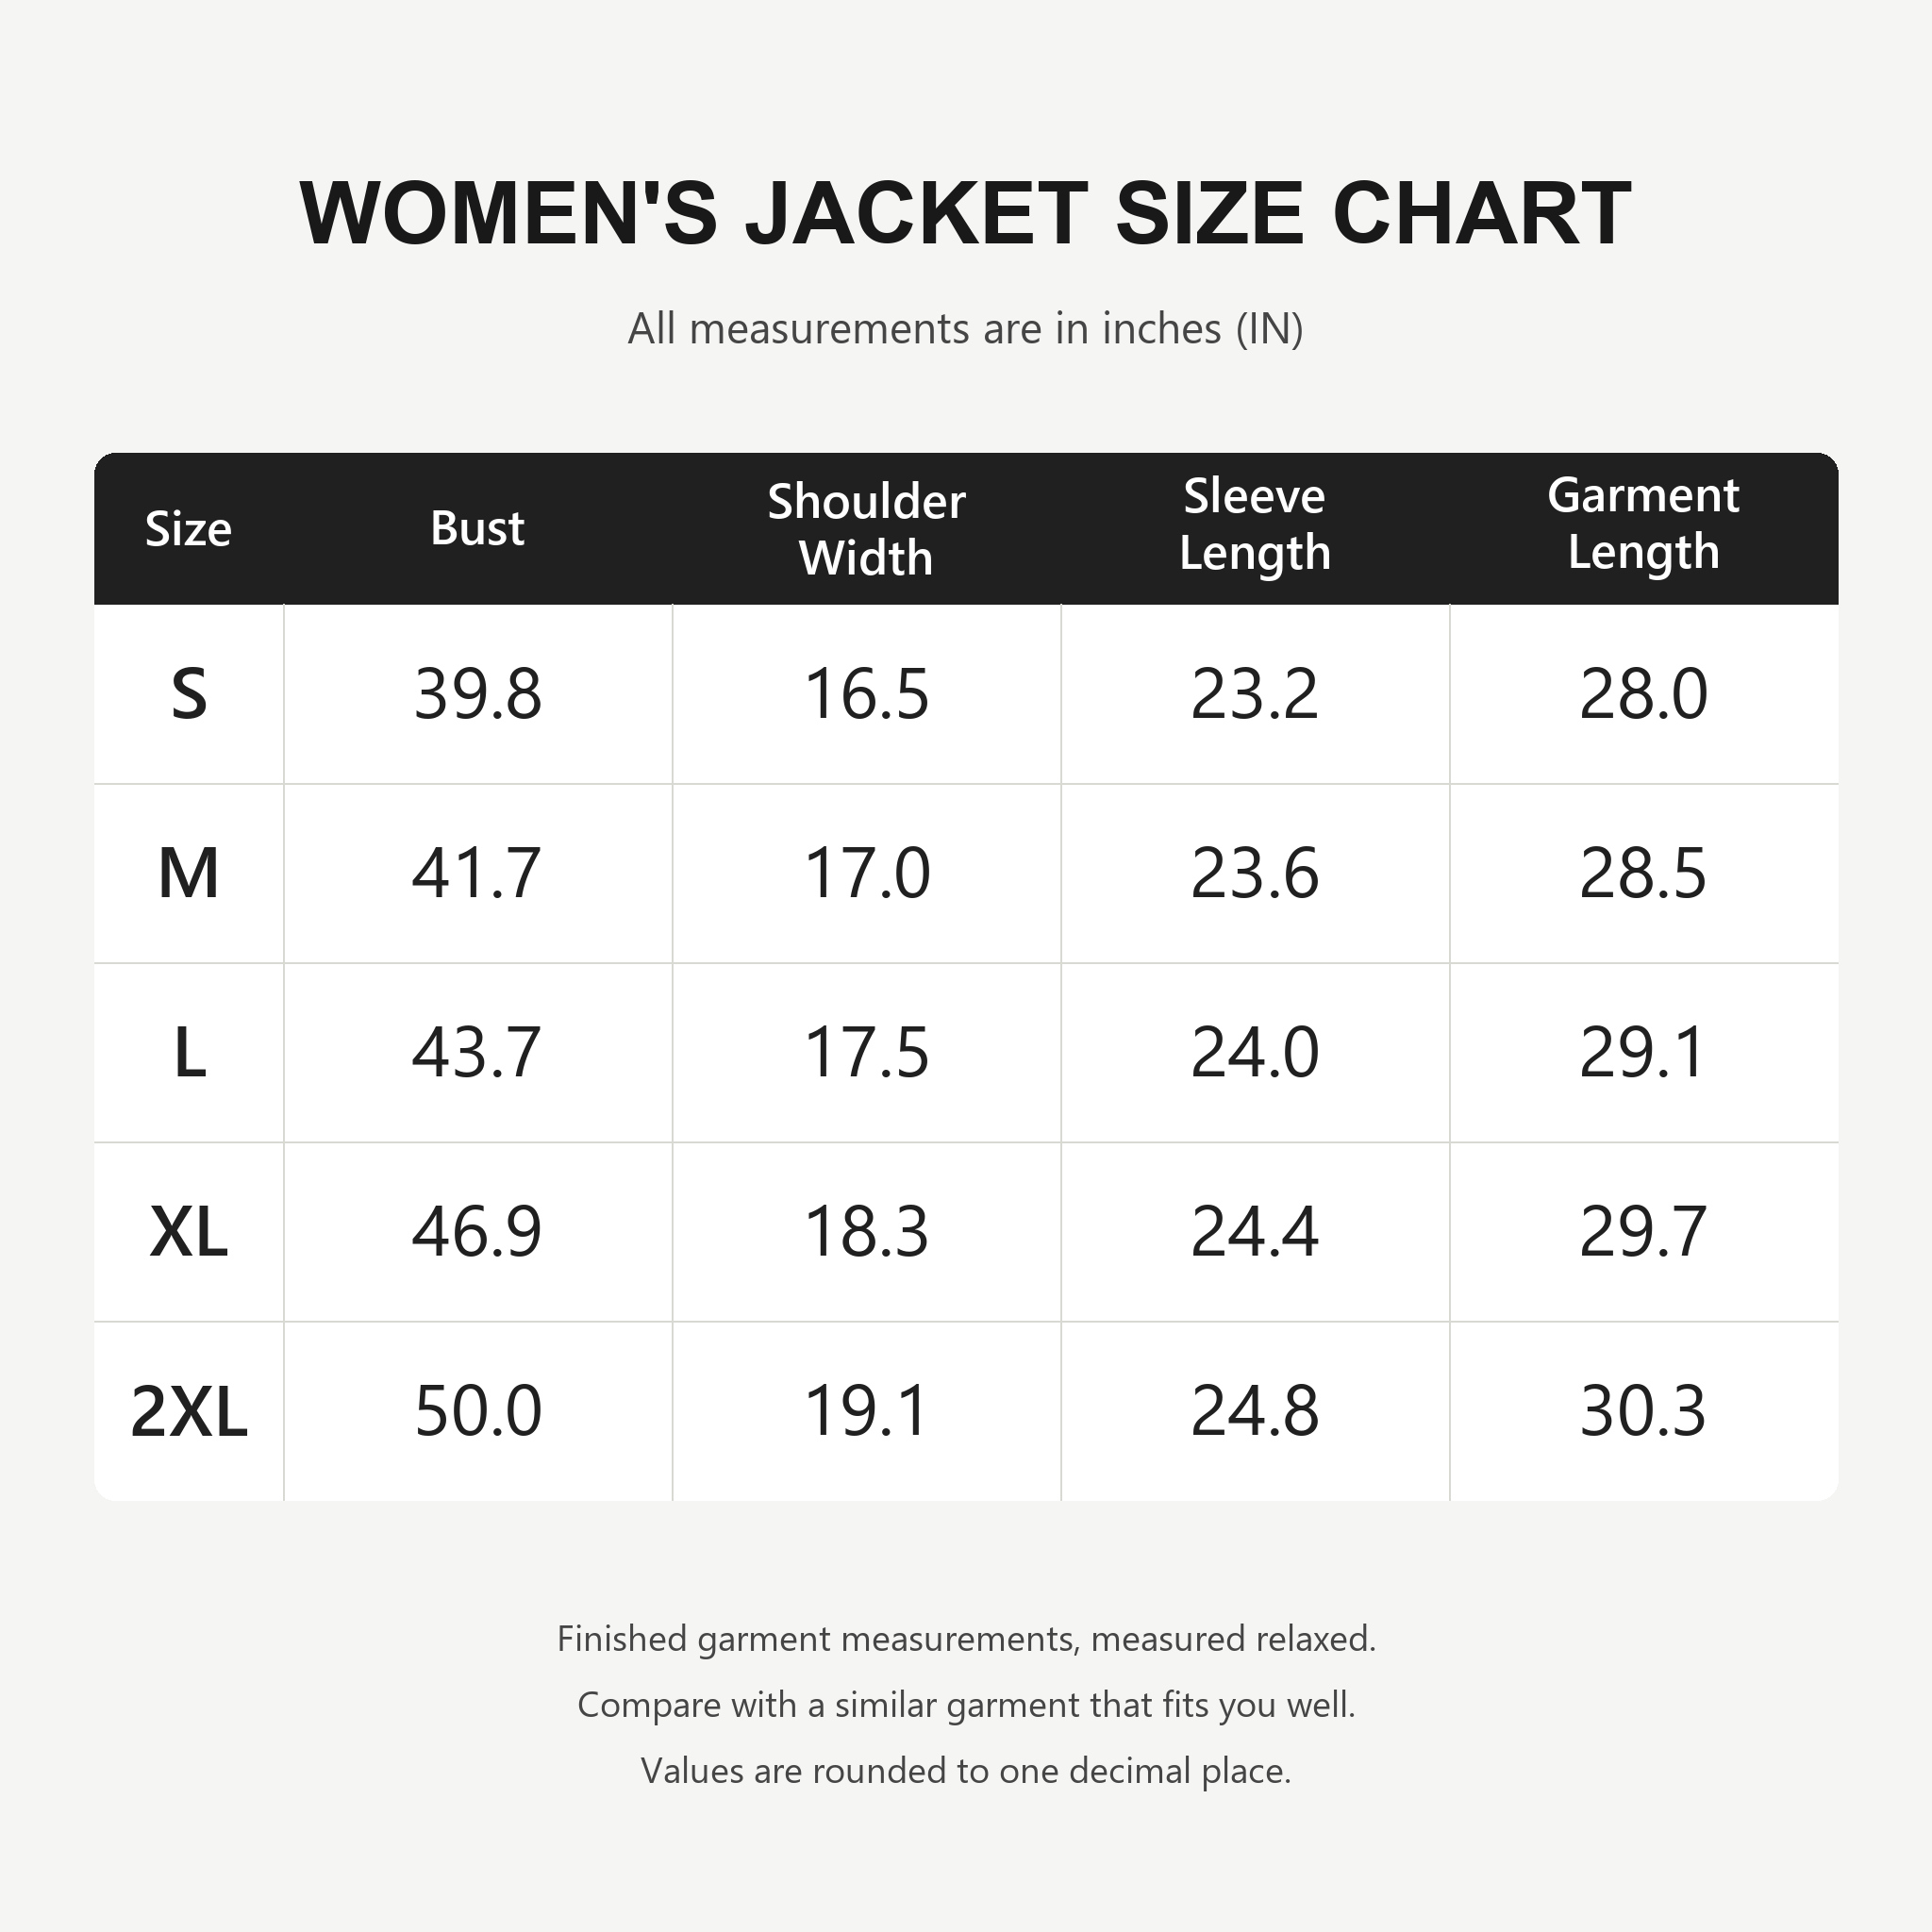 WOMEN'S JACKET SIZE CHART
All measurements are in inches (IN)
Size Bust Shoulder Width Sleeve Length Garment Length
S 39.8 16.5 23.2 28.0
M 41.7 17.0 23.6 28.5
L 43.7 17.5 24.0 29.1
XL 46.9 18.3 24.4 29.7
2XL 50.0 19.1 24.8 30.3
Finished garment measurements, measured relaxed.
Compare with a similar garment that fits you well.
Values are rounded to one decimal place.